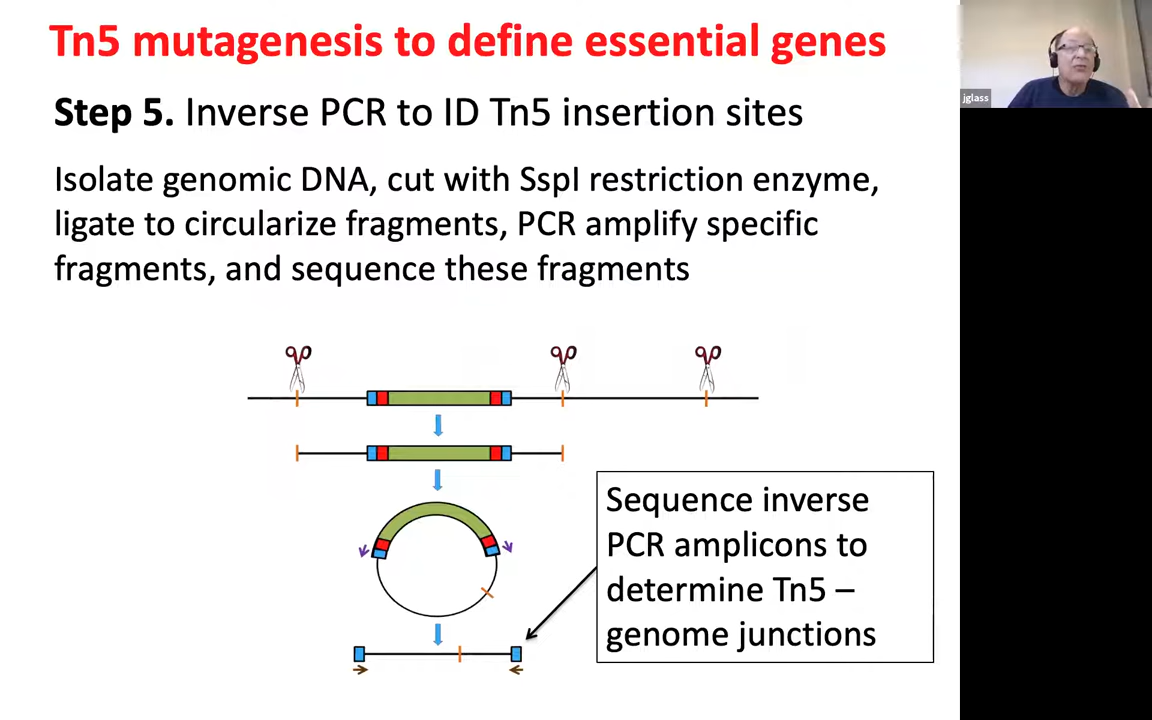 Tn5 mutagenesis to define essential genes
Step 5. Inverse PCR to ID Tn5 insertion sites
Isolate genomic DNA, cut with SspI restriction enzyme,
ligate to circularize fragments, PCR amplify specific
fragments, and sequence these fragments
Sequence inverse
PCR amplicons to
determine Tn5 –
genome junctions
jglass